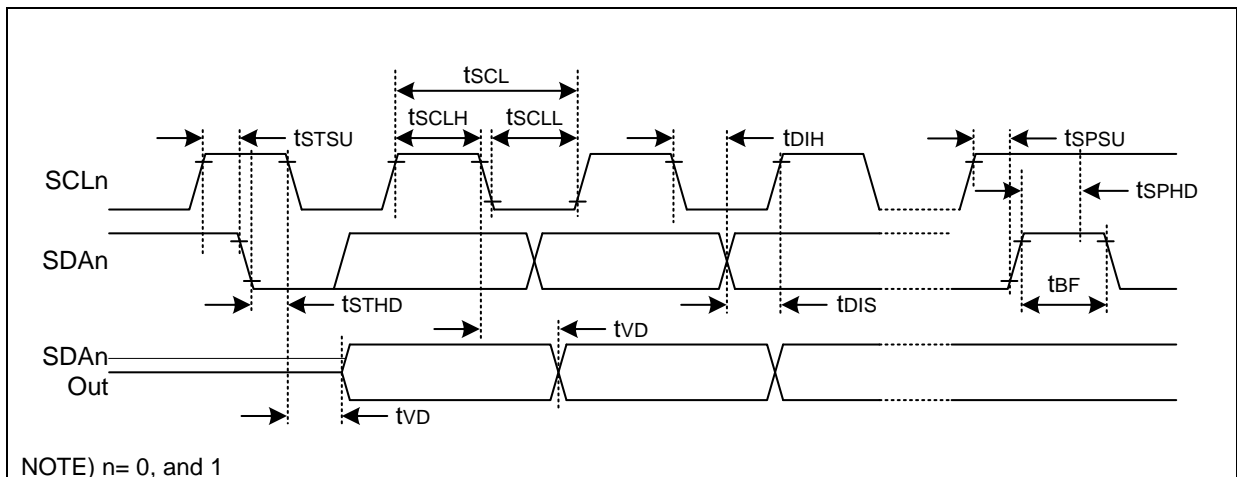 tSCL
tSCLH tSCLL
tSTSU tDIH tSPSU
SCLn
tSPHD
SDAn
tSTHD tDIS tBF
tVD
SDAn
Out
tVD
NOTE) n= 0, and 1